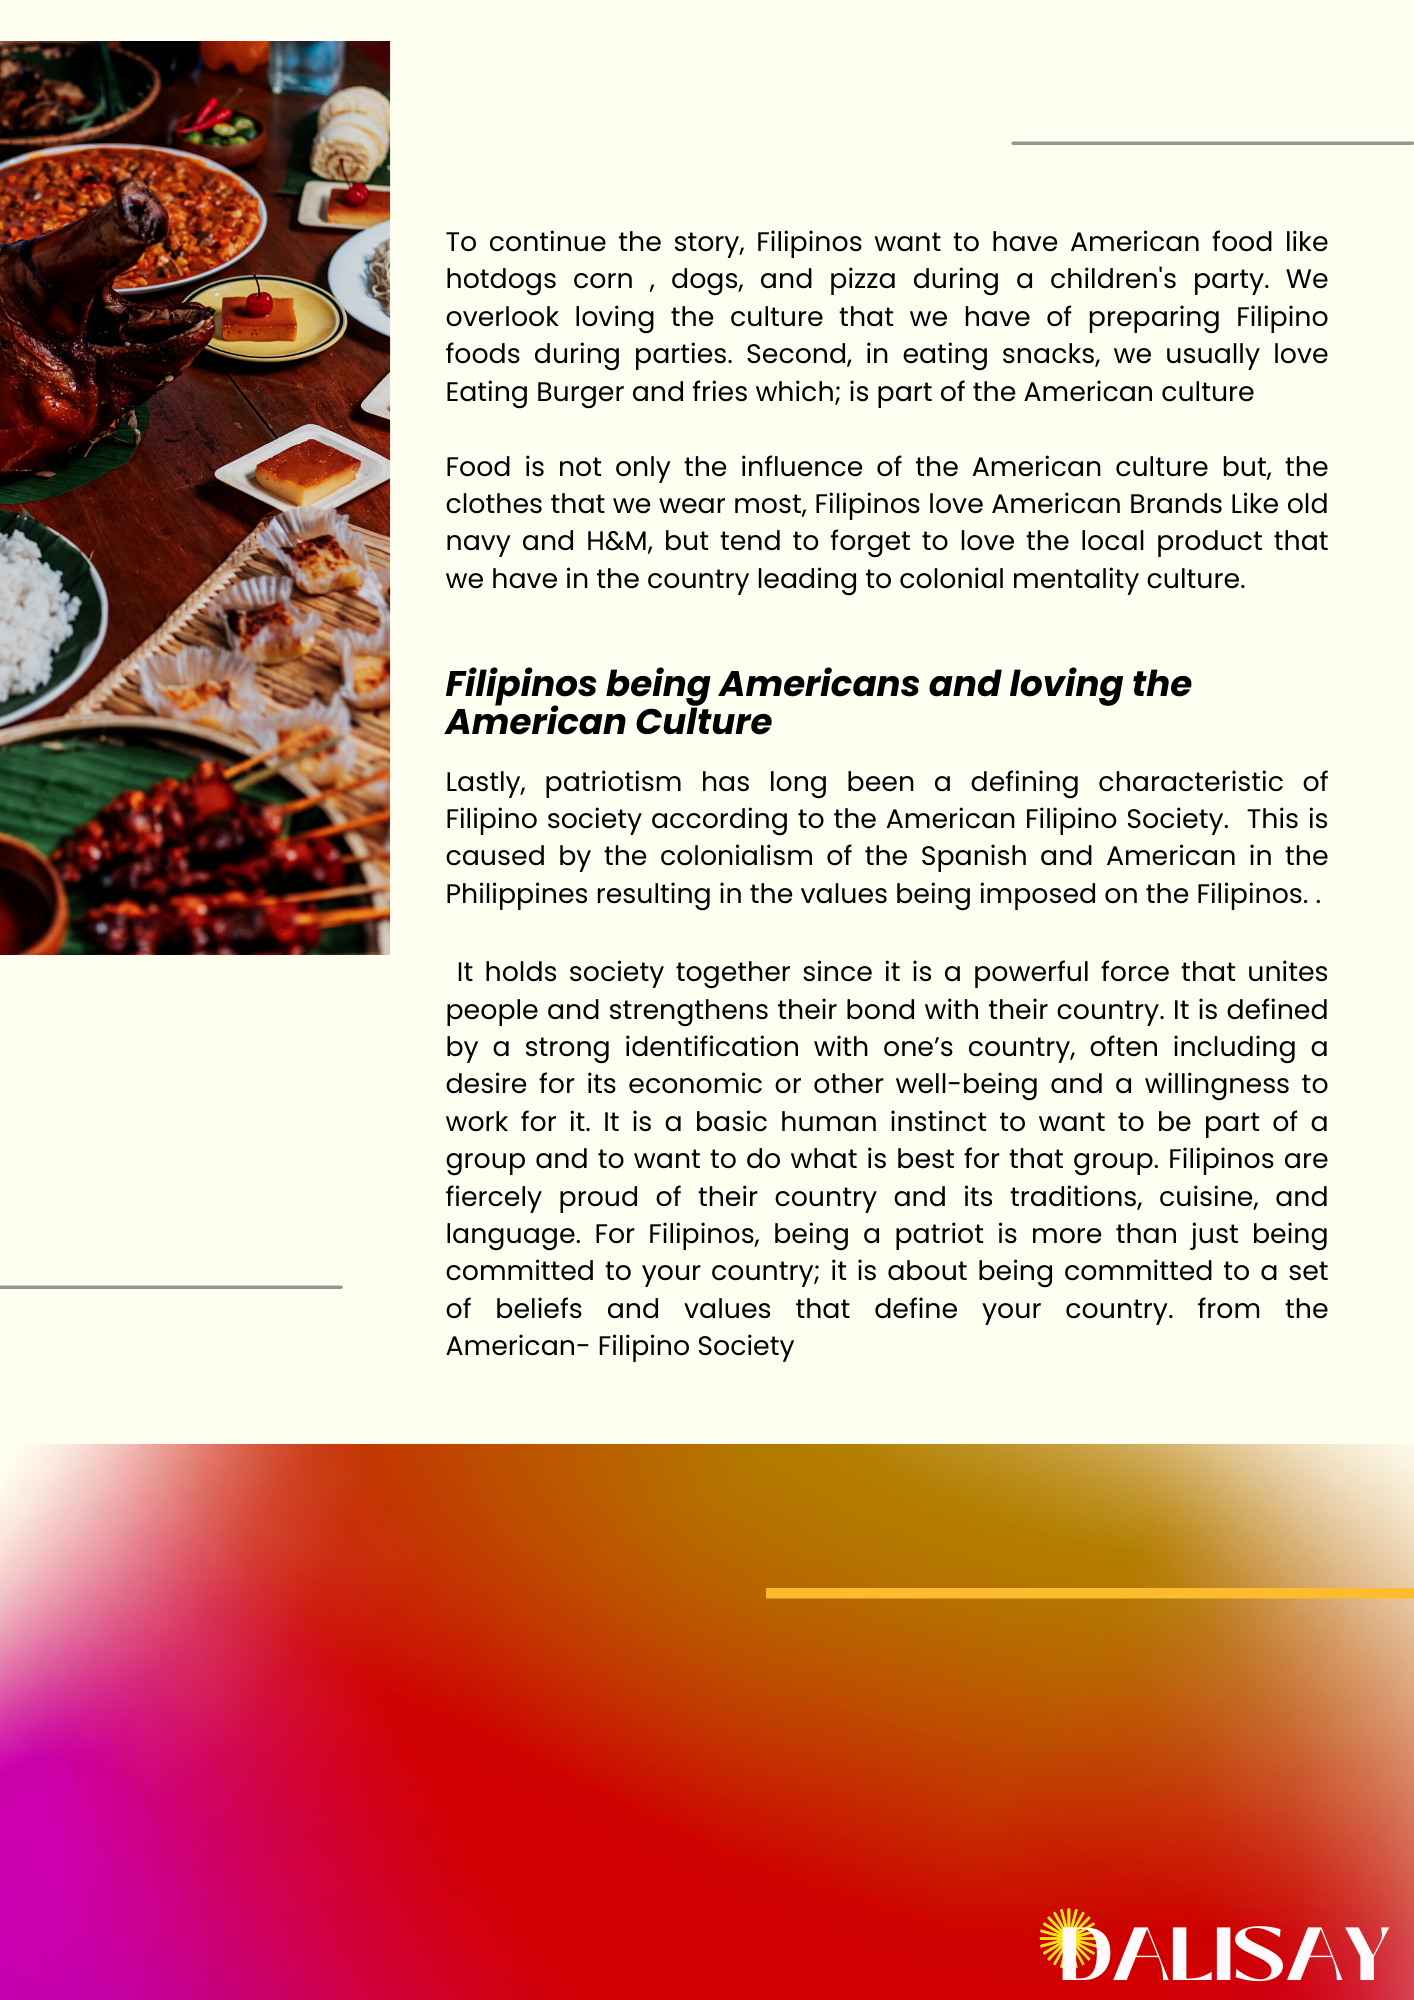 To continue the story, Filipinos want to have American food like
hotdogs corn , dogs, and pizza during a children's party. We
overlook loving the culture that we have of preparing Filipino
foods during parties. Second, in eating snacks, we usually love
Eating Burger and fries which; is part of the American culture
Food is not only the influence of the American culture but, the
clothes that we wear most, Filipinos love American Brands Like old
navy and H&M, but tend to forget to love the local product that
we have in the country leading to colonial mentality culture.
Filipinos being Americans and loving the
American Culture
Lastly, patriotism has long been a defining characteristic of
Filipino society according to the American Filipino Society.  This is
caused by the colonialism of the Spanish and American in the
Philippines resulting in the values being imposed on the Filipinos. .
It holds society together since it is a powerful force that unites
people and strengthens their bond with their country. It is defined
by a strong identification with one’s country, often including a
desire for its economic or other well-being and a willingness to
work for it. It is a basic human instinct to want to be part of a
group and to want to do what is best for that group. Filipinos are
fiercely proud of their country and its traditions, cuisine, and
language. For Filipinos, being a patriot is more than just being
committed to your country; it is about being committed to a set
of beliefs and values that define your country. from the
American- Filipino Society
DALISAY